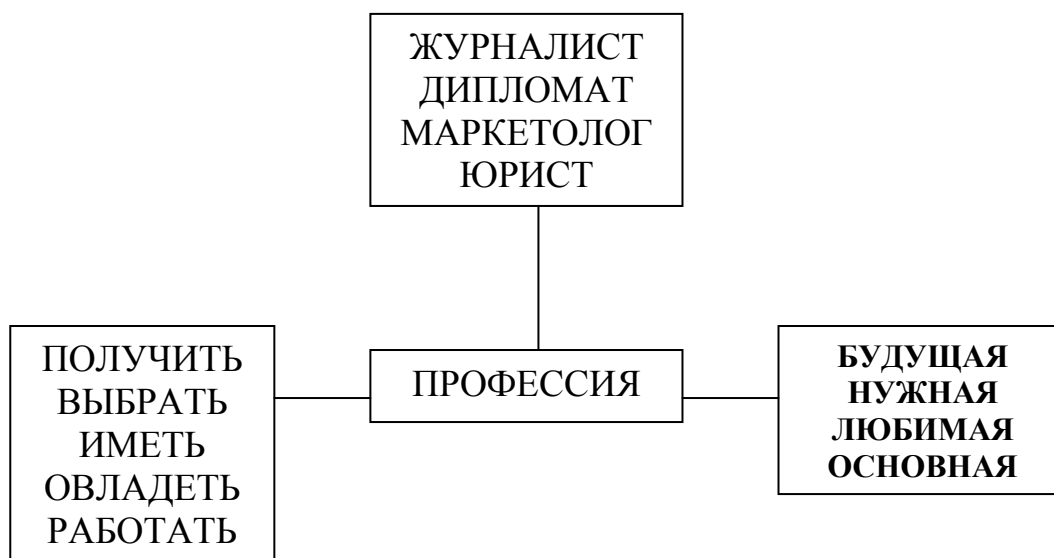 ЖУРНАЛИСТ
ДИПЛОМАТ
МАРКЕТОЛОГ
ЮРИСТ
ПОЛУЧИТЬ
ВЫБРАТЬ
ИМЕТЬ
ОВЛАДЕТЬ
РАБОТАТЬ
ПРОФЕССИЯ
БУДУЩАЯ
НУЖНАЯ
ЛЮБИМАЯ
ОСНОВНАЯ